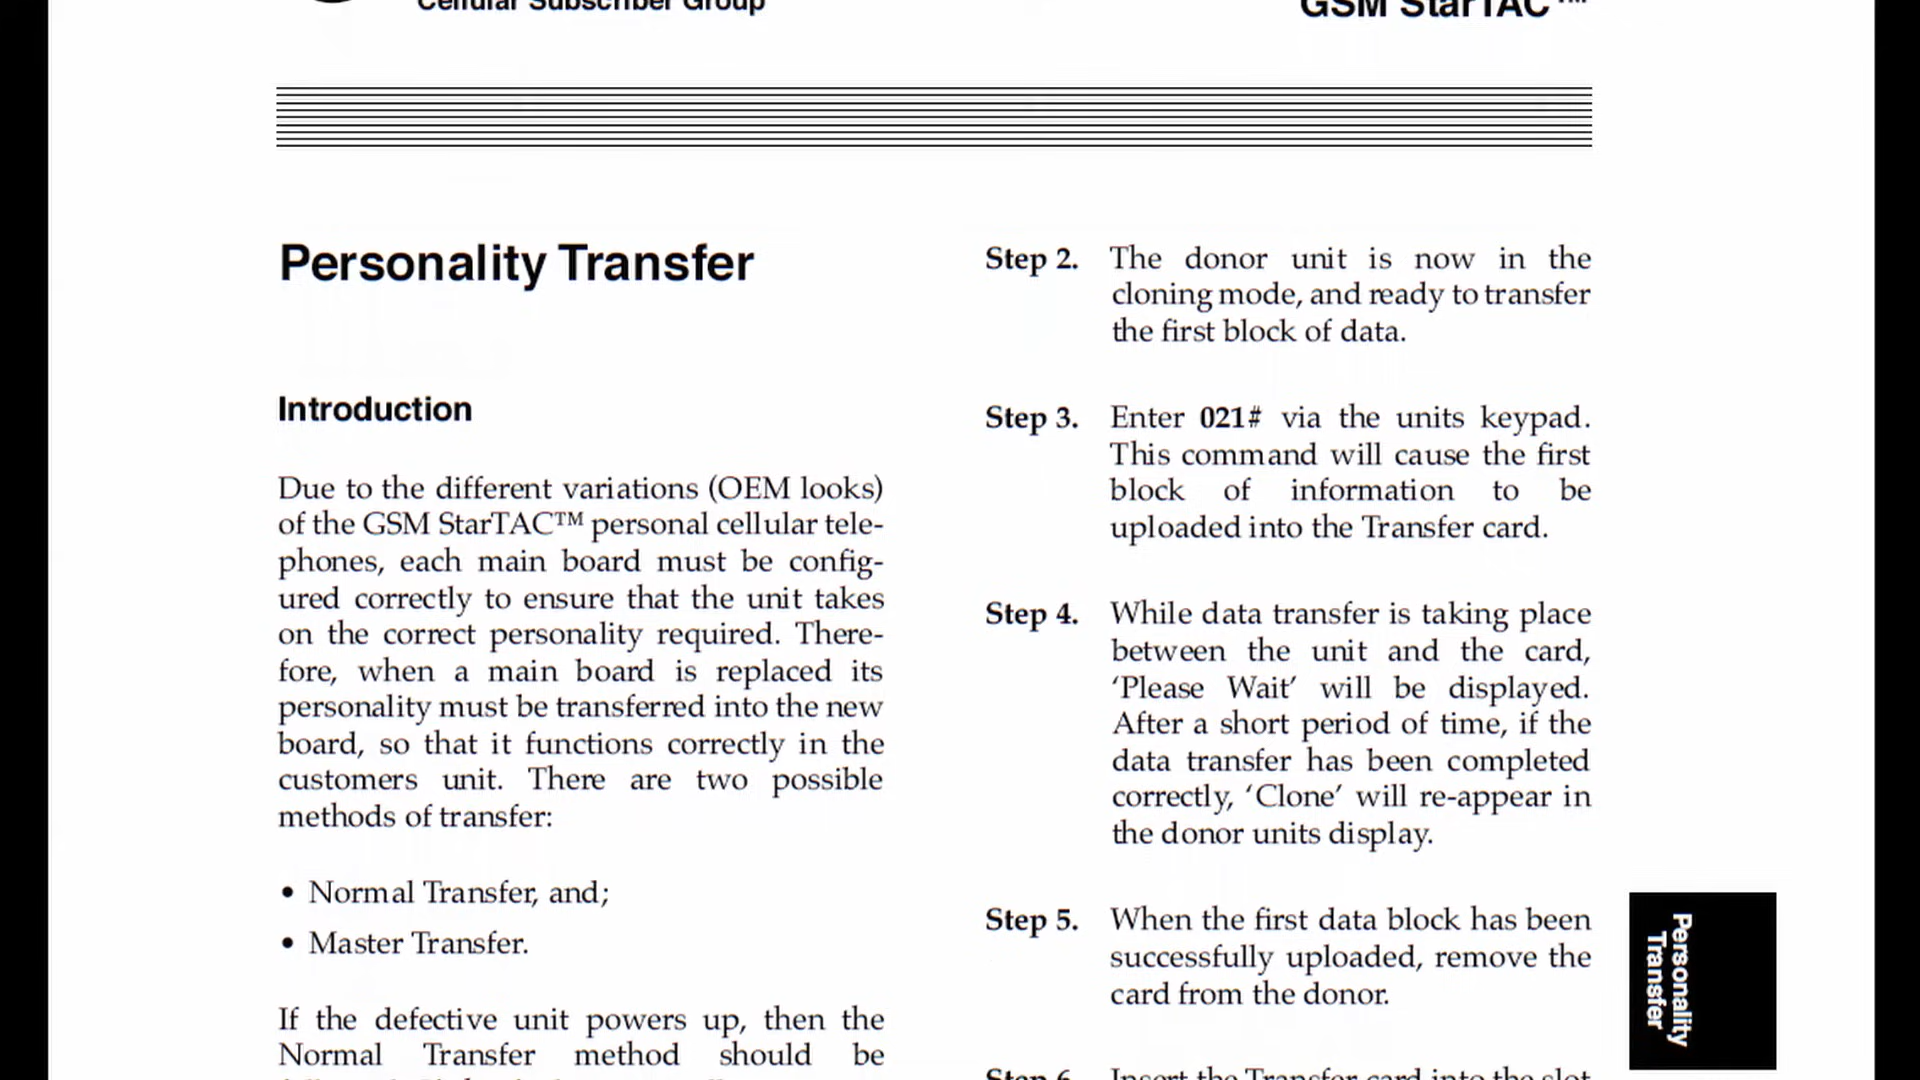 Cellular Subscriber Group
GSM StarTAC™
Personality Transfer
Introduction
Due to the different variations (OEM looks)
of the GSM StarTAC™ personal cellular tele-
phones, each main board must be config-
ured correctly to ensure that the unit takes
on the correct personality required. There-
fore, when a main board is replaced its
personality must be transferred into the new
board, so that it functions correctly in the
customers unit. There are two possible
methods of transfer:
• Normal Transfer, and;
• Master Transfer.
If the defective unit powers up, then the
Normal Transfer method should be
Step 2. The donor unit is now in the
cloning mode, and ready to transfer
the first block of data.
Step 3. Enter 021# via the units keypad.
This command will cause the first
block of information to be
uploaded into the Transfer card.
Step 4. While data transfer is taking place
between the unit and the card,
‘Please Wait’ will be displayed.
After a short period of time, if the
data transfer has been completed
correctly, ‘Clone’ will re-appear in
the donor units display.
Step 5. When the first data block has been
successfully uploaded, remove the
card from the donor.
Step 6. Insert the Transfer card into the slot
Personality
Transfer